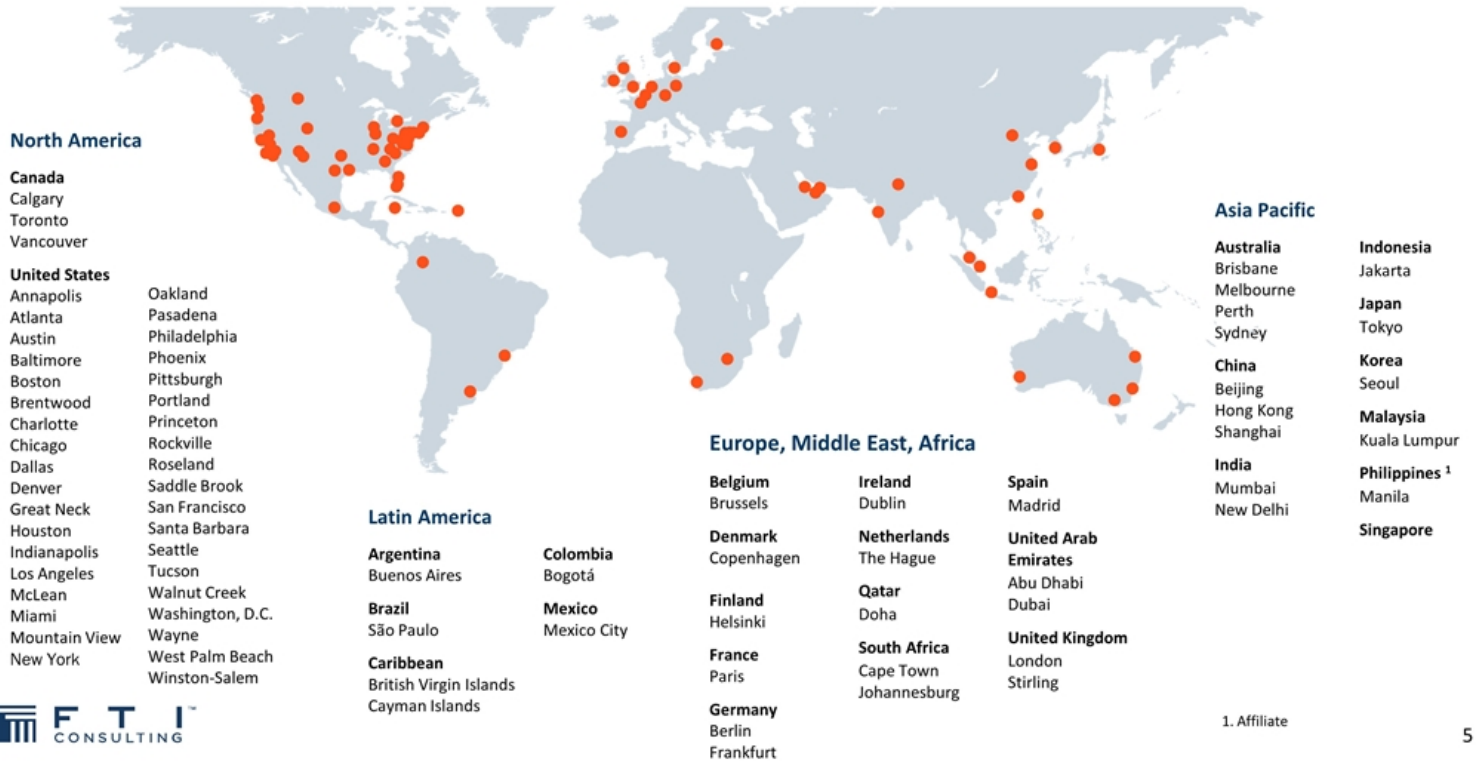 North America
Canada
Calgary
Toronto
Vancouver
United States
Annapolis
Atlanta
Austin
Baltimore
Boston
Brentwood
Charlotte
Chicago
Dallas
Denver
Great Neck
Houston
Indianapolis
Los Angeles
McLean
Miami
Mountain View
New York
Oakland
Pasadena
Philadelphia
Phoenix
Pittsburgh
Portland
Princeton
Rockville
Roseland
Saddle Brook
San Francisco
Santa Barbara
Seattle
Tucson
Walnut Creek
Washington, D.C.
Wayne
West Palm Beach
Winston-Salem
Latin America
Argentina
Buenos Aires
Brazil
São Paulo
Caribbean
British Virgin Islands
Cayman Islands
Colombia
Bogotá
Mexico
Mexico City
Europe, Middle East, Africa
Belgium
Brussels
Denmark
Copenhagen
Finland
Helsinki
France
Paris
Germany
Berlin
Frankfurt
Ireland
Dublin
Netherlands
The Hague
Qatar
Doha
South Africa
Cape Town
Johannesburg
Spain
Madrid
United Arab
Emirates
Abu Dhabi
Dubai
United Kingdom
London
Stirling
Asia Pacific
Australia
Brisbane
Melbourne
Perth
Sydney
China
Beijing
Hong Kong
Shanghai
India
Mumbai
New Delhi
Indonesia
Jakarta
Japan
Tokyo
Korea
Seoul
Malaysia
Kuala Lumpur
Philippines ¹
Manila
Singapore
F T I ™
CONSULTING
1. Affiliate
5